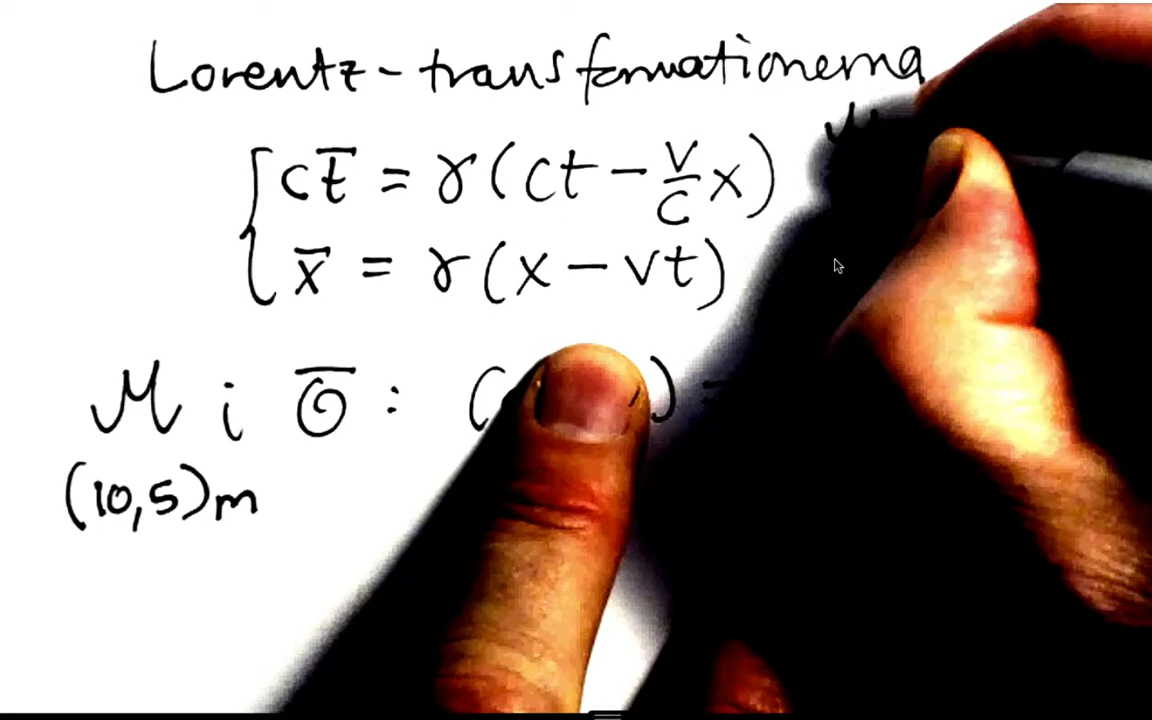 Lorentz-transformationerna
ct̅ = γ(ct - v/c x)
x̅ = γ(x - vt)
M i O̅ : ( ) =
(10,5)m